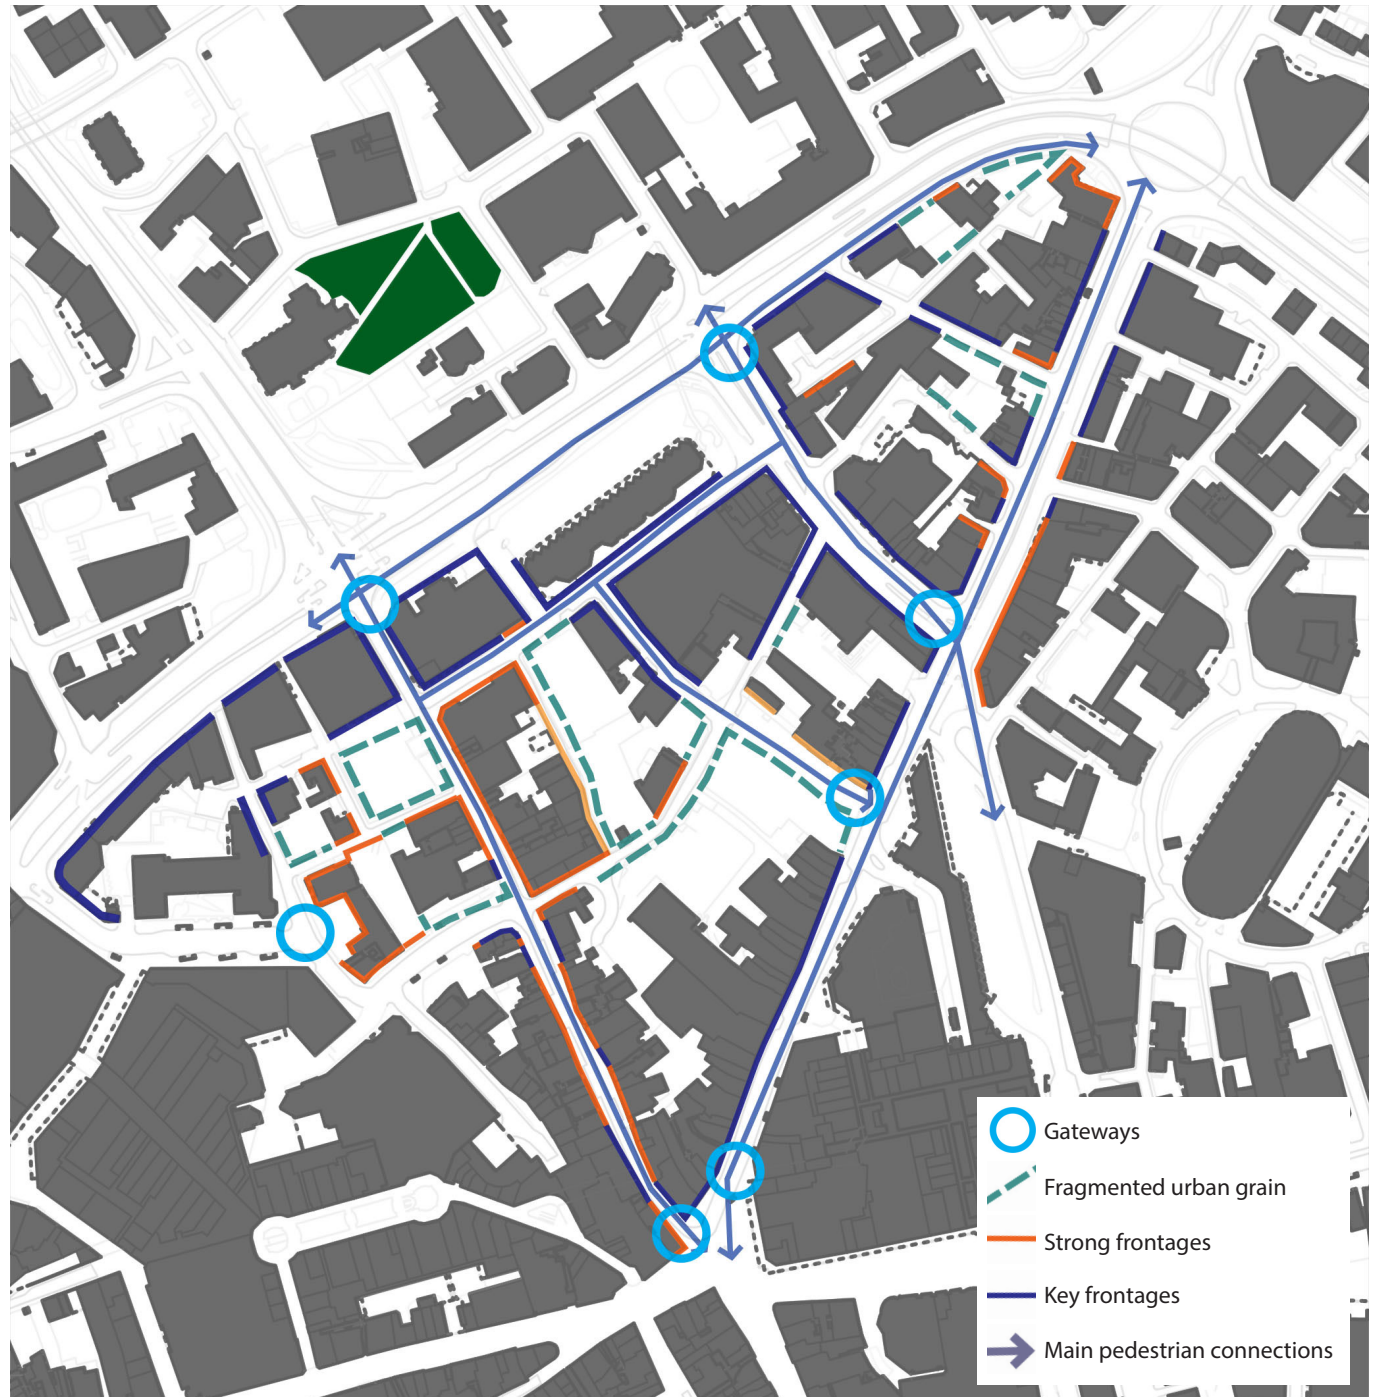 Gateways
Fragmented urban grain
Strong frontages
Key frontages
Main pedestrian connections